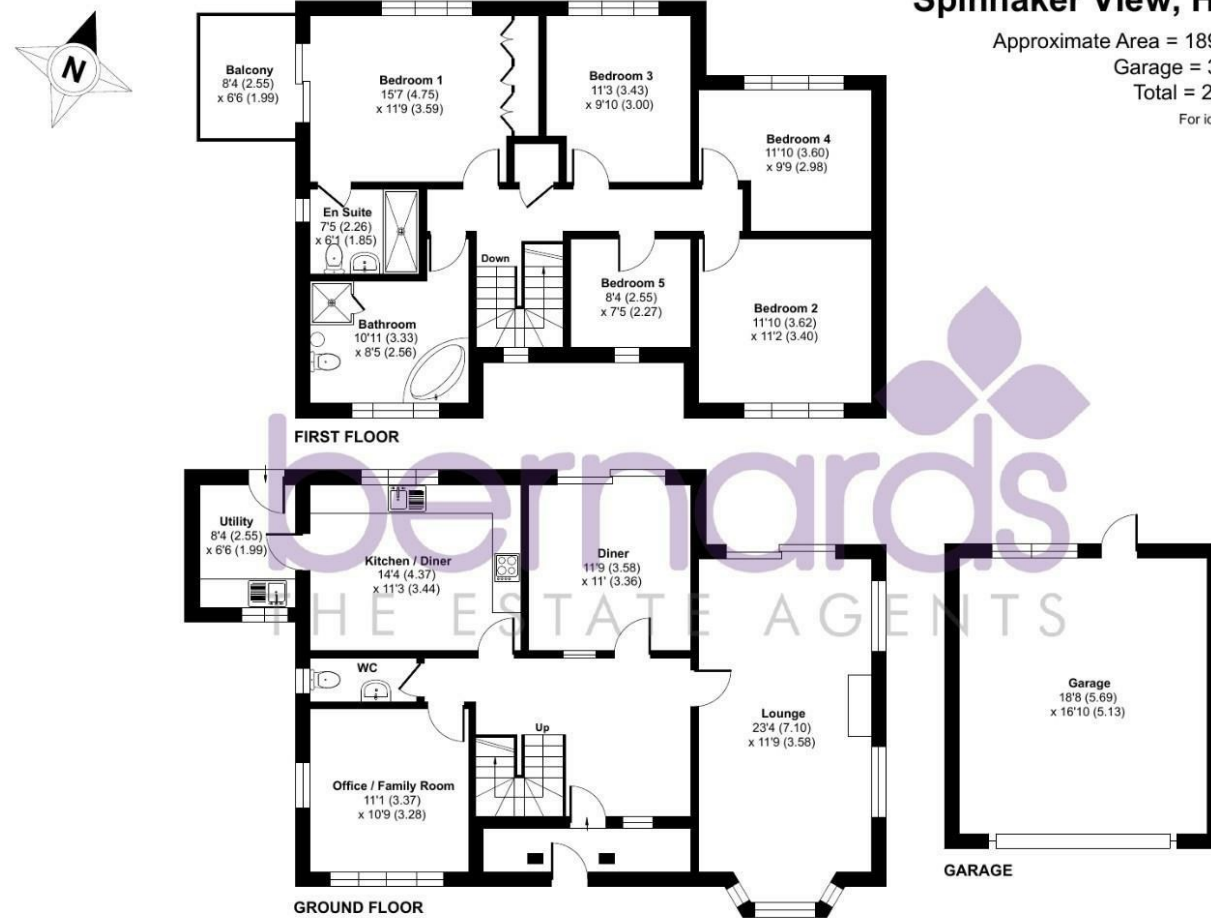 Spinnaker View, H
Approximate Area = 189
Garage = 3
Total = 2
For id
N
Balcony
8'4 (2.55)
x 6'6 (1.99)
Bedroom 1
15'7 (4.75)
x 11'9 (3.59)
Bedroom 3
11'3 (3.43)
x 9'10 (3.00)
Bedroom 4
11'10 (3.60)
x 9'9 (2.98)
En Suite
7'5 (2.26)
x 6'1 (1.85)
Down
Bedroom 5
8'4 (2.55)
x 7'5 (2.27)
Bedroom 2
11'10 (3.62)
x 11'2 (3.40)
Bathroom
10'11 (3.33)
x 8'5 (2.56)
FIRST FLOOR
bernards
THE ESTATE AGENTS
Utility
8'4 (2.55)
x 6'6 (1.99)
Kitchen / Diner
14'4 (4.37)
x 11'3 (3.44)
Diner
11'9 (3.58)
x 11' (3.36)
WC
Up
Lounge
23'4 (7.10)
x 11'9 (3.58)
Office / Family Room
11'1 (3.37)
x 10'9 (3.28)
Garage
18'8 (5.69)
x 16'10 (5.13)
GARAGE
GROUND FLOOR